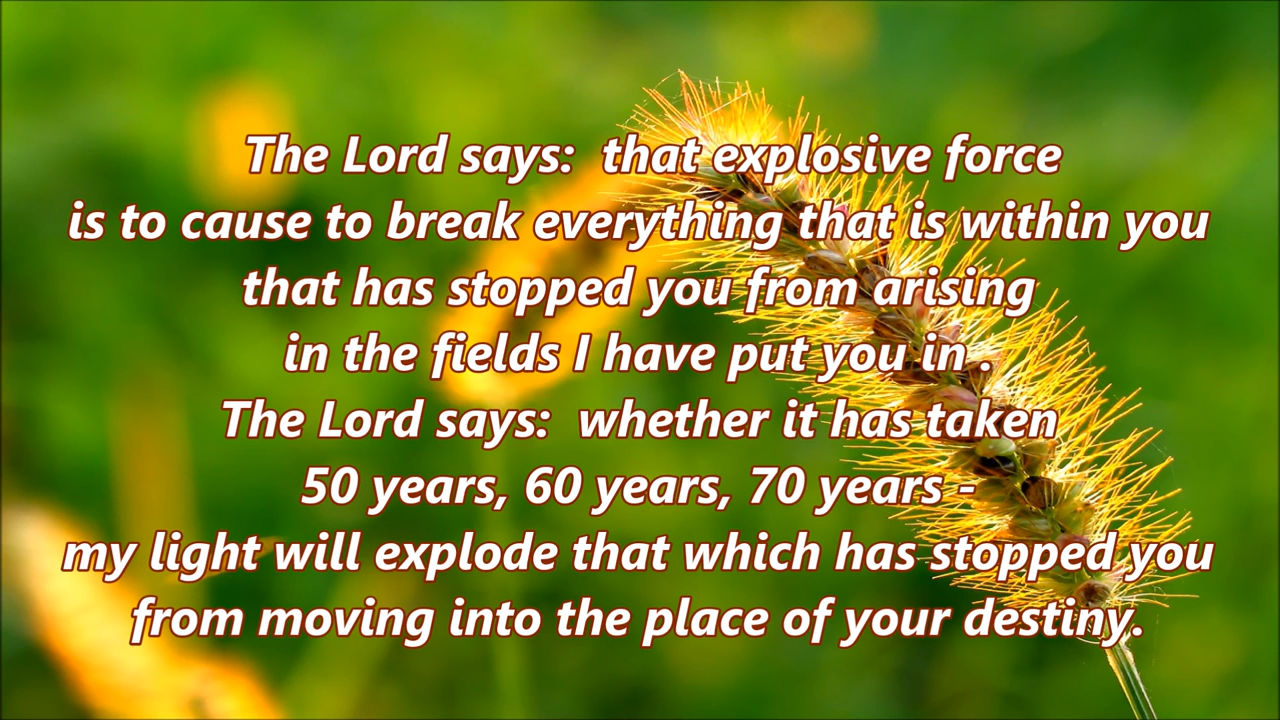 The Lord says:  that explosive force
is to cause to break everything that is within you
that has stopped you from arising
in the fields I have put you in .
The Lord says:  whether it has taken
50 years, 60 years, 70 years -
my light will explode that which has stopped you
from moving into the place of your destiny.